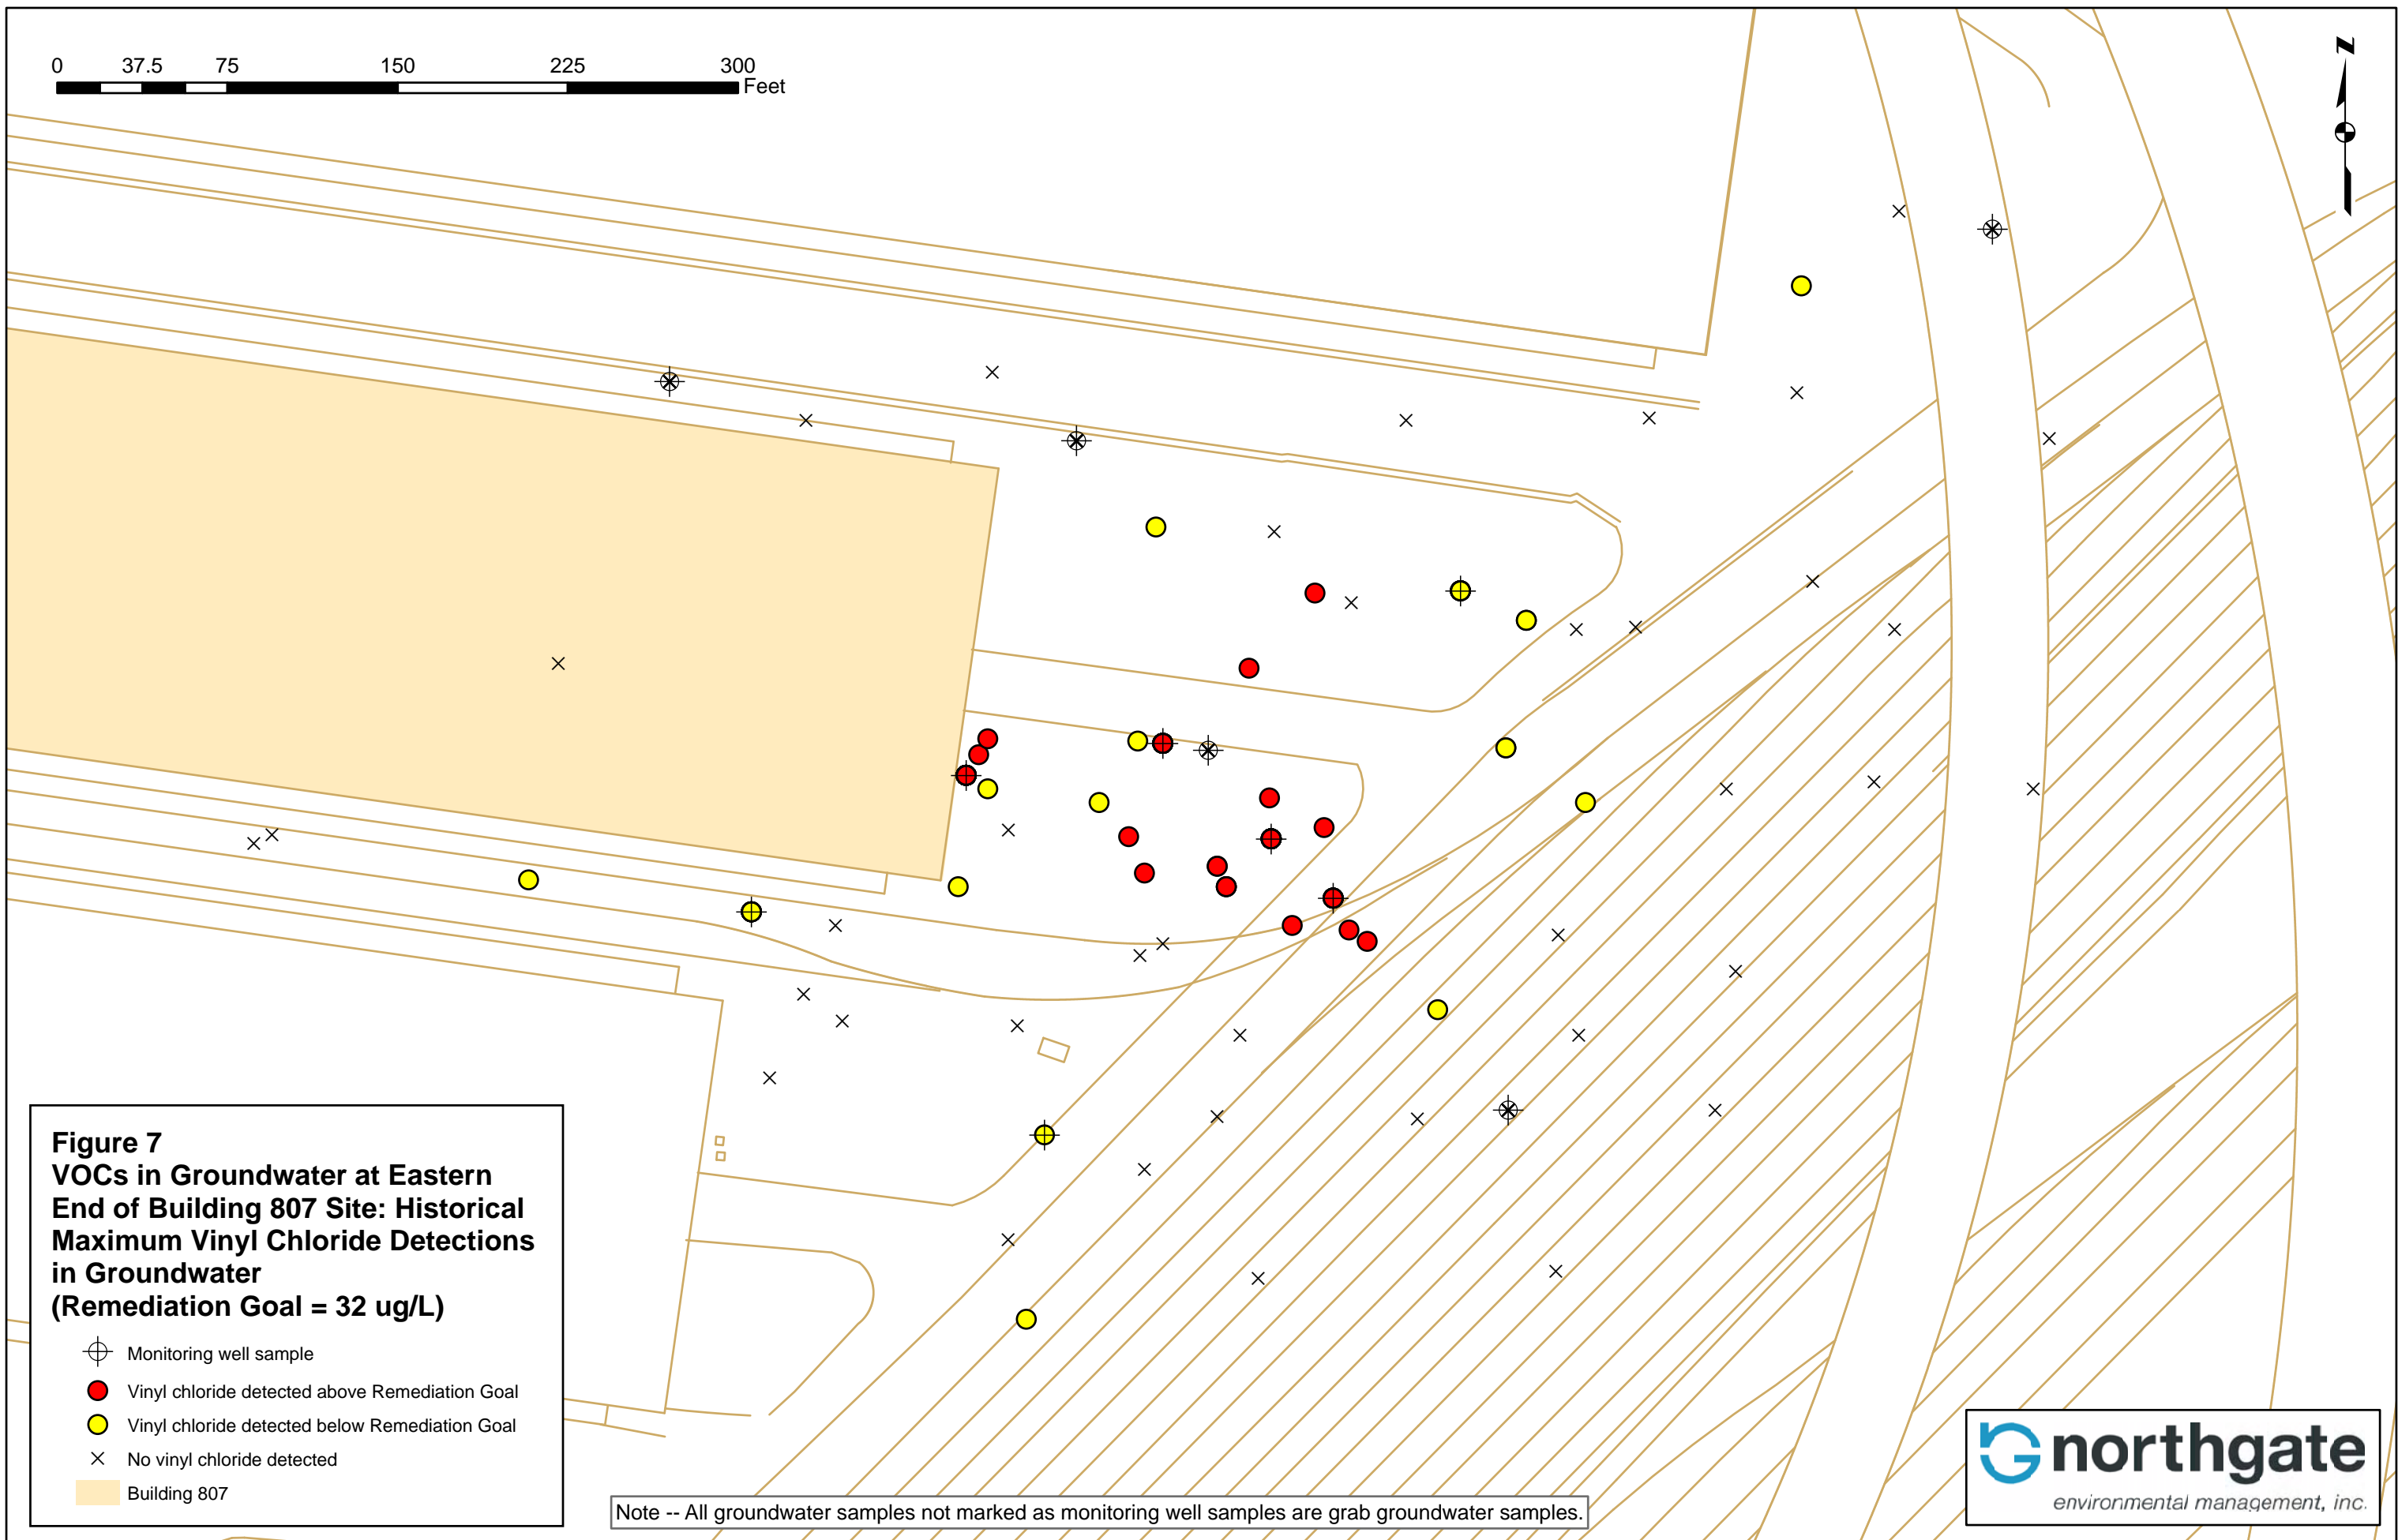 0 37.5 75 150 225 300
Feet
N
Figure 7
VOCs in Groundwater at Eastern
End of Building 807 Site: Historical
Maximum Vinyl Chloride Detections
in Groundwater
(Remediation Goal = 32 ug/L)
Monitoring well sample
Vinyl chloride detected above Remediation Goal
Vinyl chloride detected below Remediation Goal
No vinyl chloride detected
Building 807
Note -- All groundwater samples not marked as monitoring well samples are grab groundwater samples.
northgate
environmental management, inc.